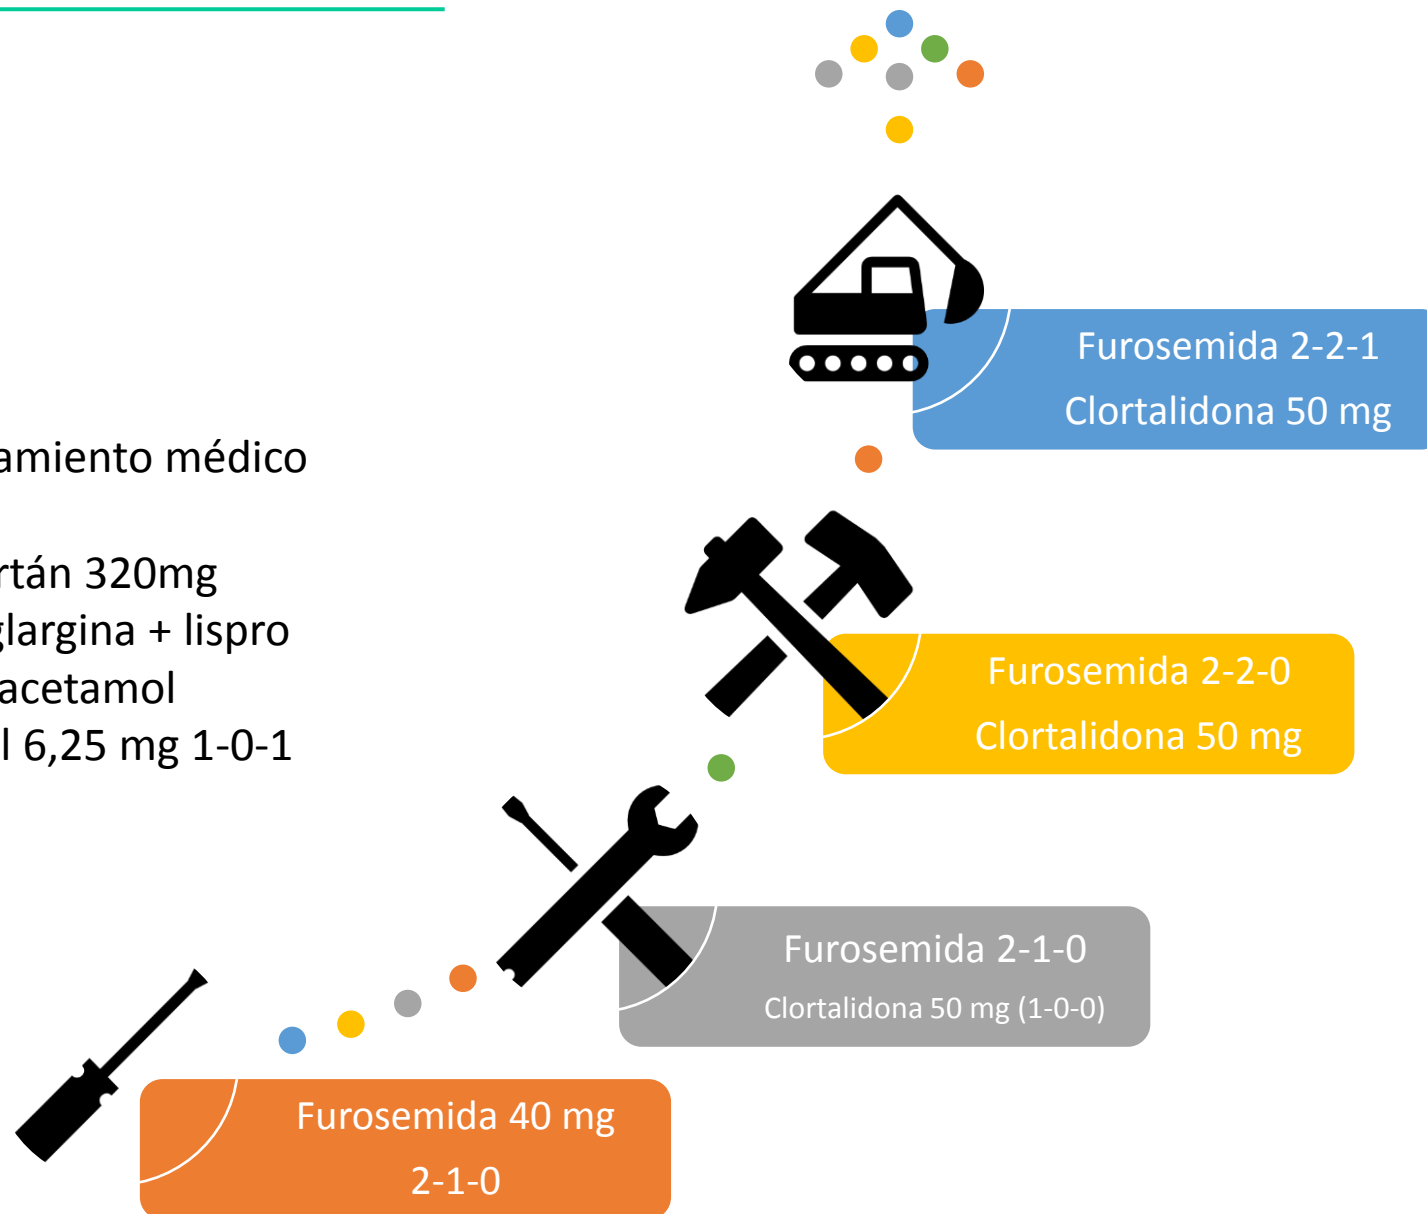 amiento médico
rtán 320mg
glargina + lispro
acetamol
l 6,25 mg 1-0-1
Furosemida 2-2-1
Clortalidona 50 mg
Furosemida 2-2-0
Clortalidona 50 mg
Furosemida 2-1-0
Clortalidona 50 mg (1-0-0)
Furosemida 40 mg
2-1-0